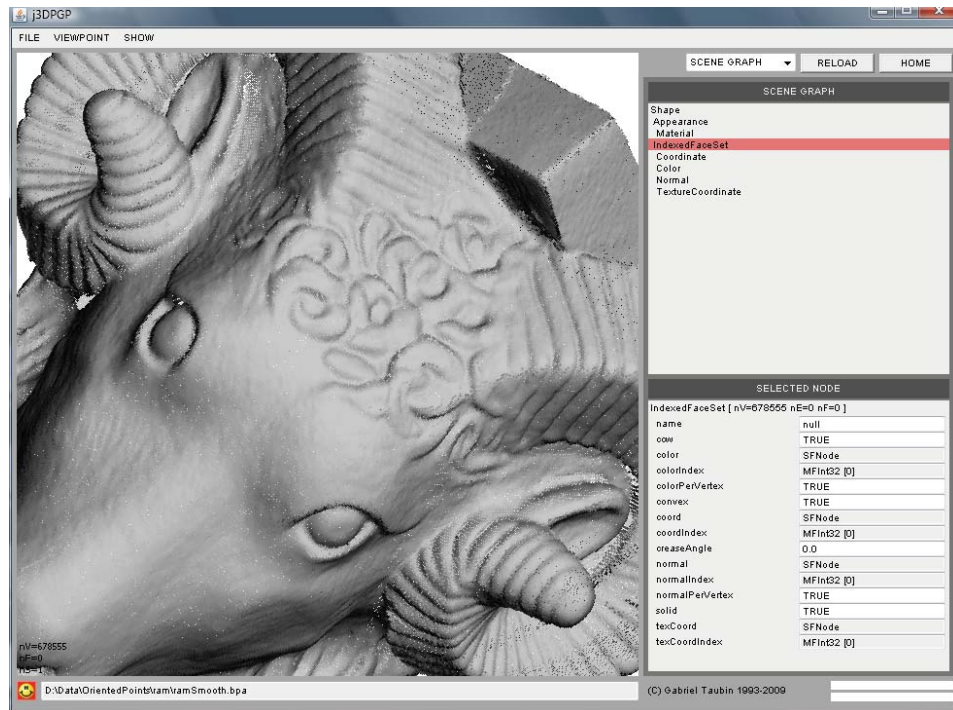 j3DPGP
FILE VIEWPOINT SHOW
SCENE GRAPH RELOAD HOME
SCENE GRAPH
Shape
Appearance
Material
IndexedFaceSet
Coordinate
Color
Normal
TextureCoordinate
SELECTED NODE
IndexedFaceSet [ nV=678555 nE=0 nF=0 ]
name null
ccw TRUE
color SFNode
colorIndex MFInt32 [0]
colorPerVertex TRUE
convex TRUE
coord SFNode
coordIndex MFInt32 [0]
creaseAngle 0.0
normal SFNode
normalIndex MFInt32 [0]
normalPerVertex TRUE
solid TRUE
texCoord SFNode
texCoordIndex MFInt32 [0]
nV=678555
nF=0
nS=1
D:\Data\OrientedPoints\ram\ramSmooth.bpa
(C) Gabriel Taubin 1993-2009